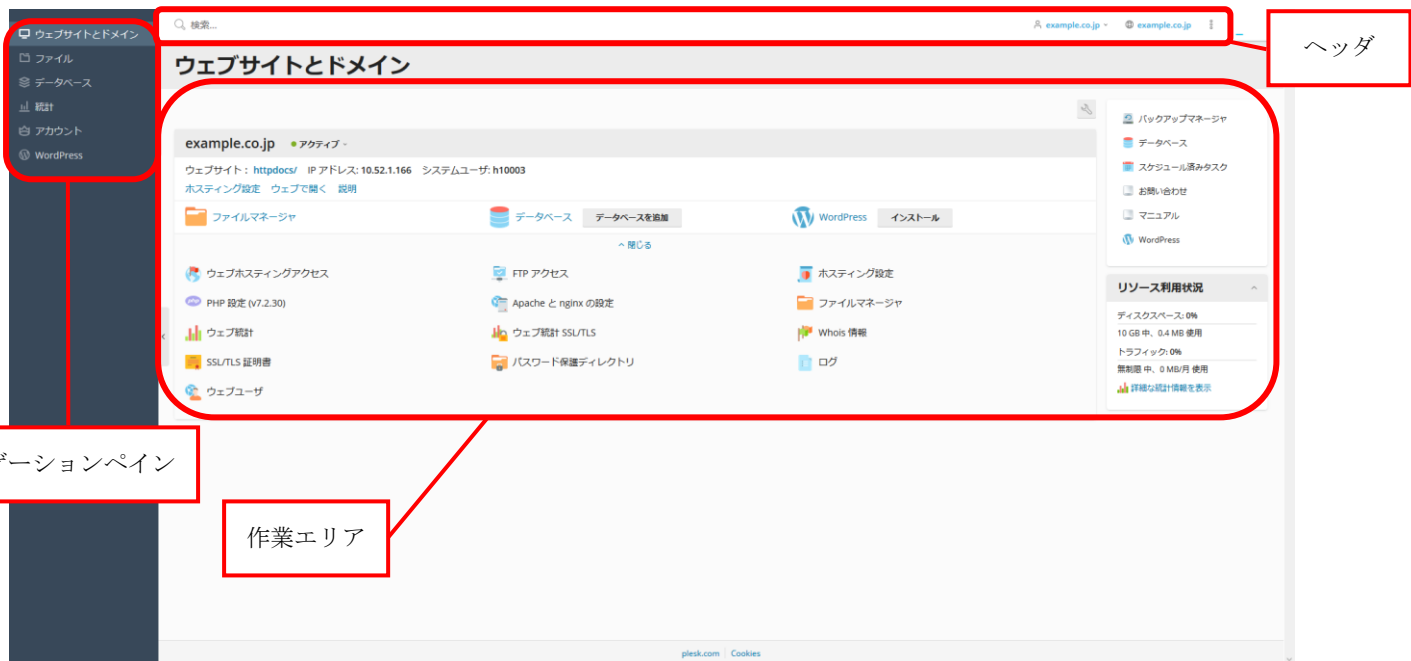 検索...
example.co.jp
example.co.jp
ヘッダ
ウェブサイトとドメイン
ファイル
データベース
統計
アカウント
WordPress
ウェブサイトとドメイン
example.co.jp アクティブ
ウェブサイト: httpdocs/ IP アドレス: 10.52.1.166 システムユーザ: h10003
ホスティング設定 ウェブで開く 説明
ファイルマネージャ
データベース データベースを追加
WordPress インストール
閉じる
ウェブホスティングアクセス
FTP アクセス
ホスティング設定
PHP 設定 (v7.2.30)
Apache と nginx の設定
ファイルマネージャ
ウェブ統計
ウェブ統計 SSL/TLS
Whois 情報
SSL/TLS 証明書
パスワード保護ディレクトリ
ログ
ウェブユーザ
バックアップマネージャ
データベース
スケジュール済みタスク
お問い合わせ
マニュアル
WordPress
リソース利用状況
ディスクスペース: 0%
10 GB 中、0.4 MB 使用
トラフィック: 0%
無制限 中、0 MB/月 使用
詳細な統計情報を表示
ゲーションペイン
作業エリア
plesk.com Cookies